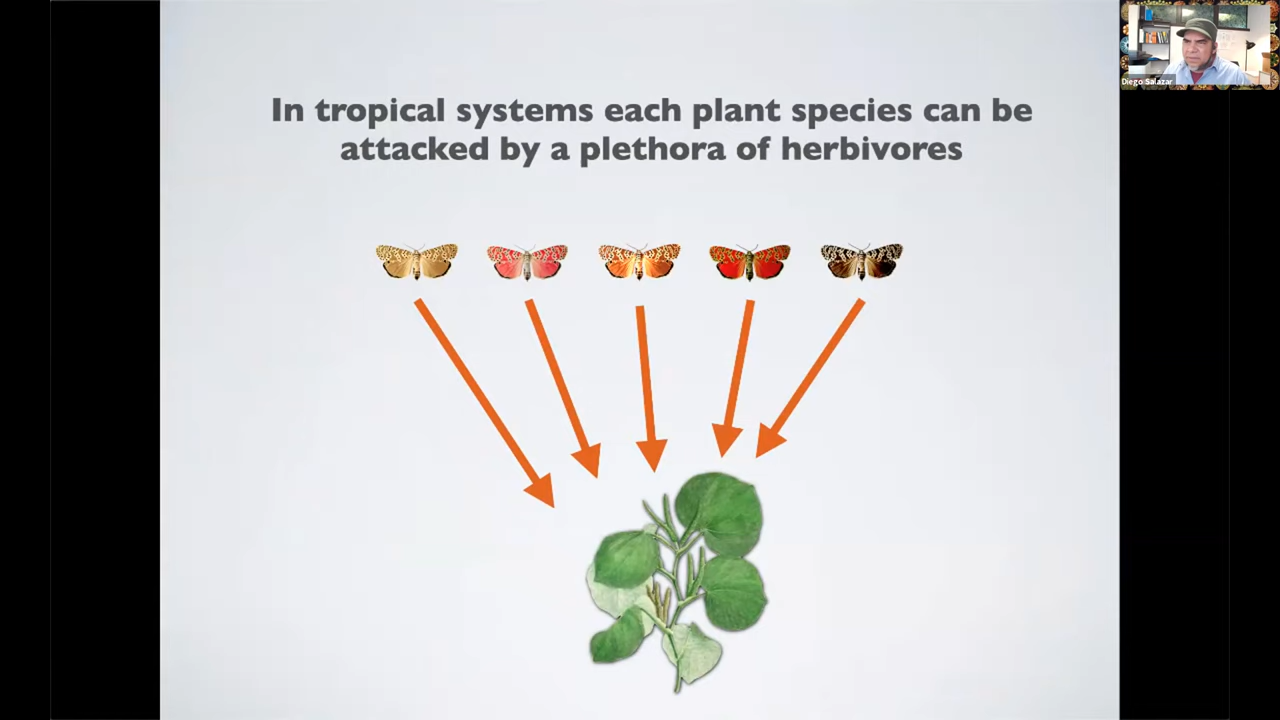 In tropical systems each plant species can be
attacked by a plethora of herbivores
Diego Salazar